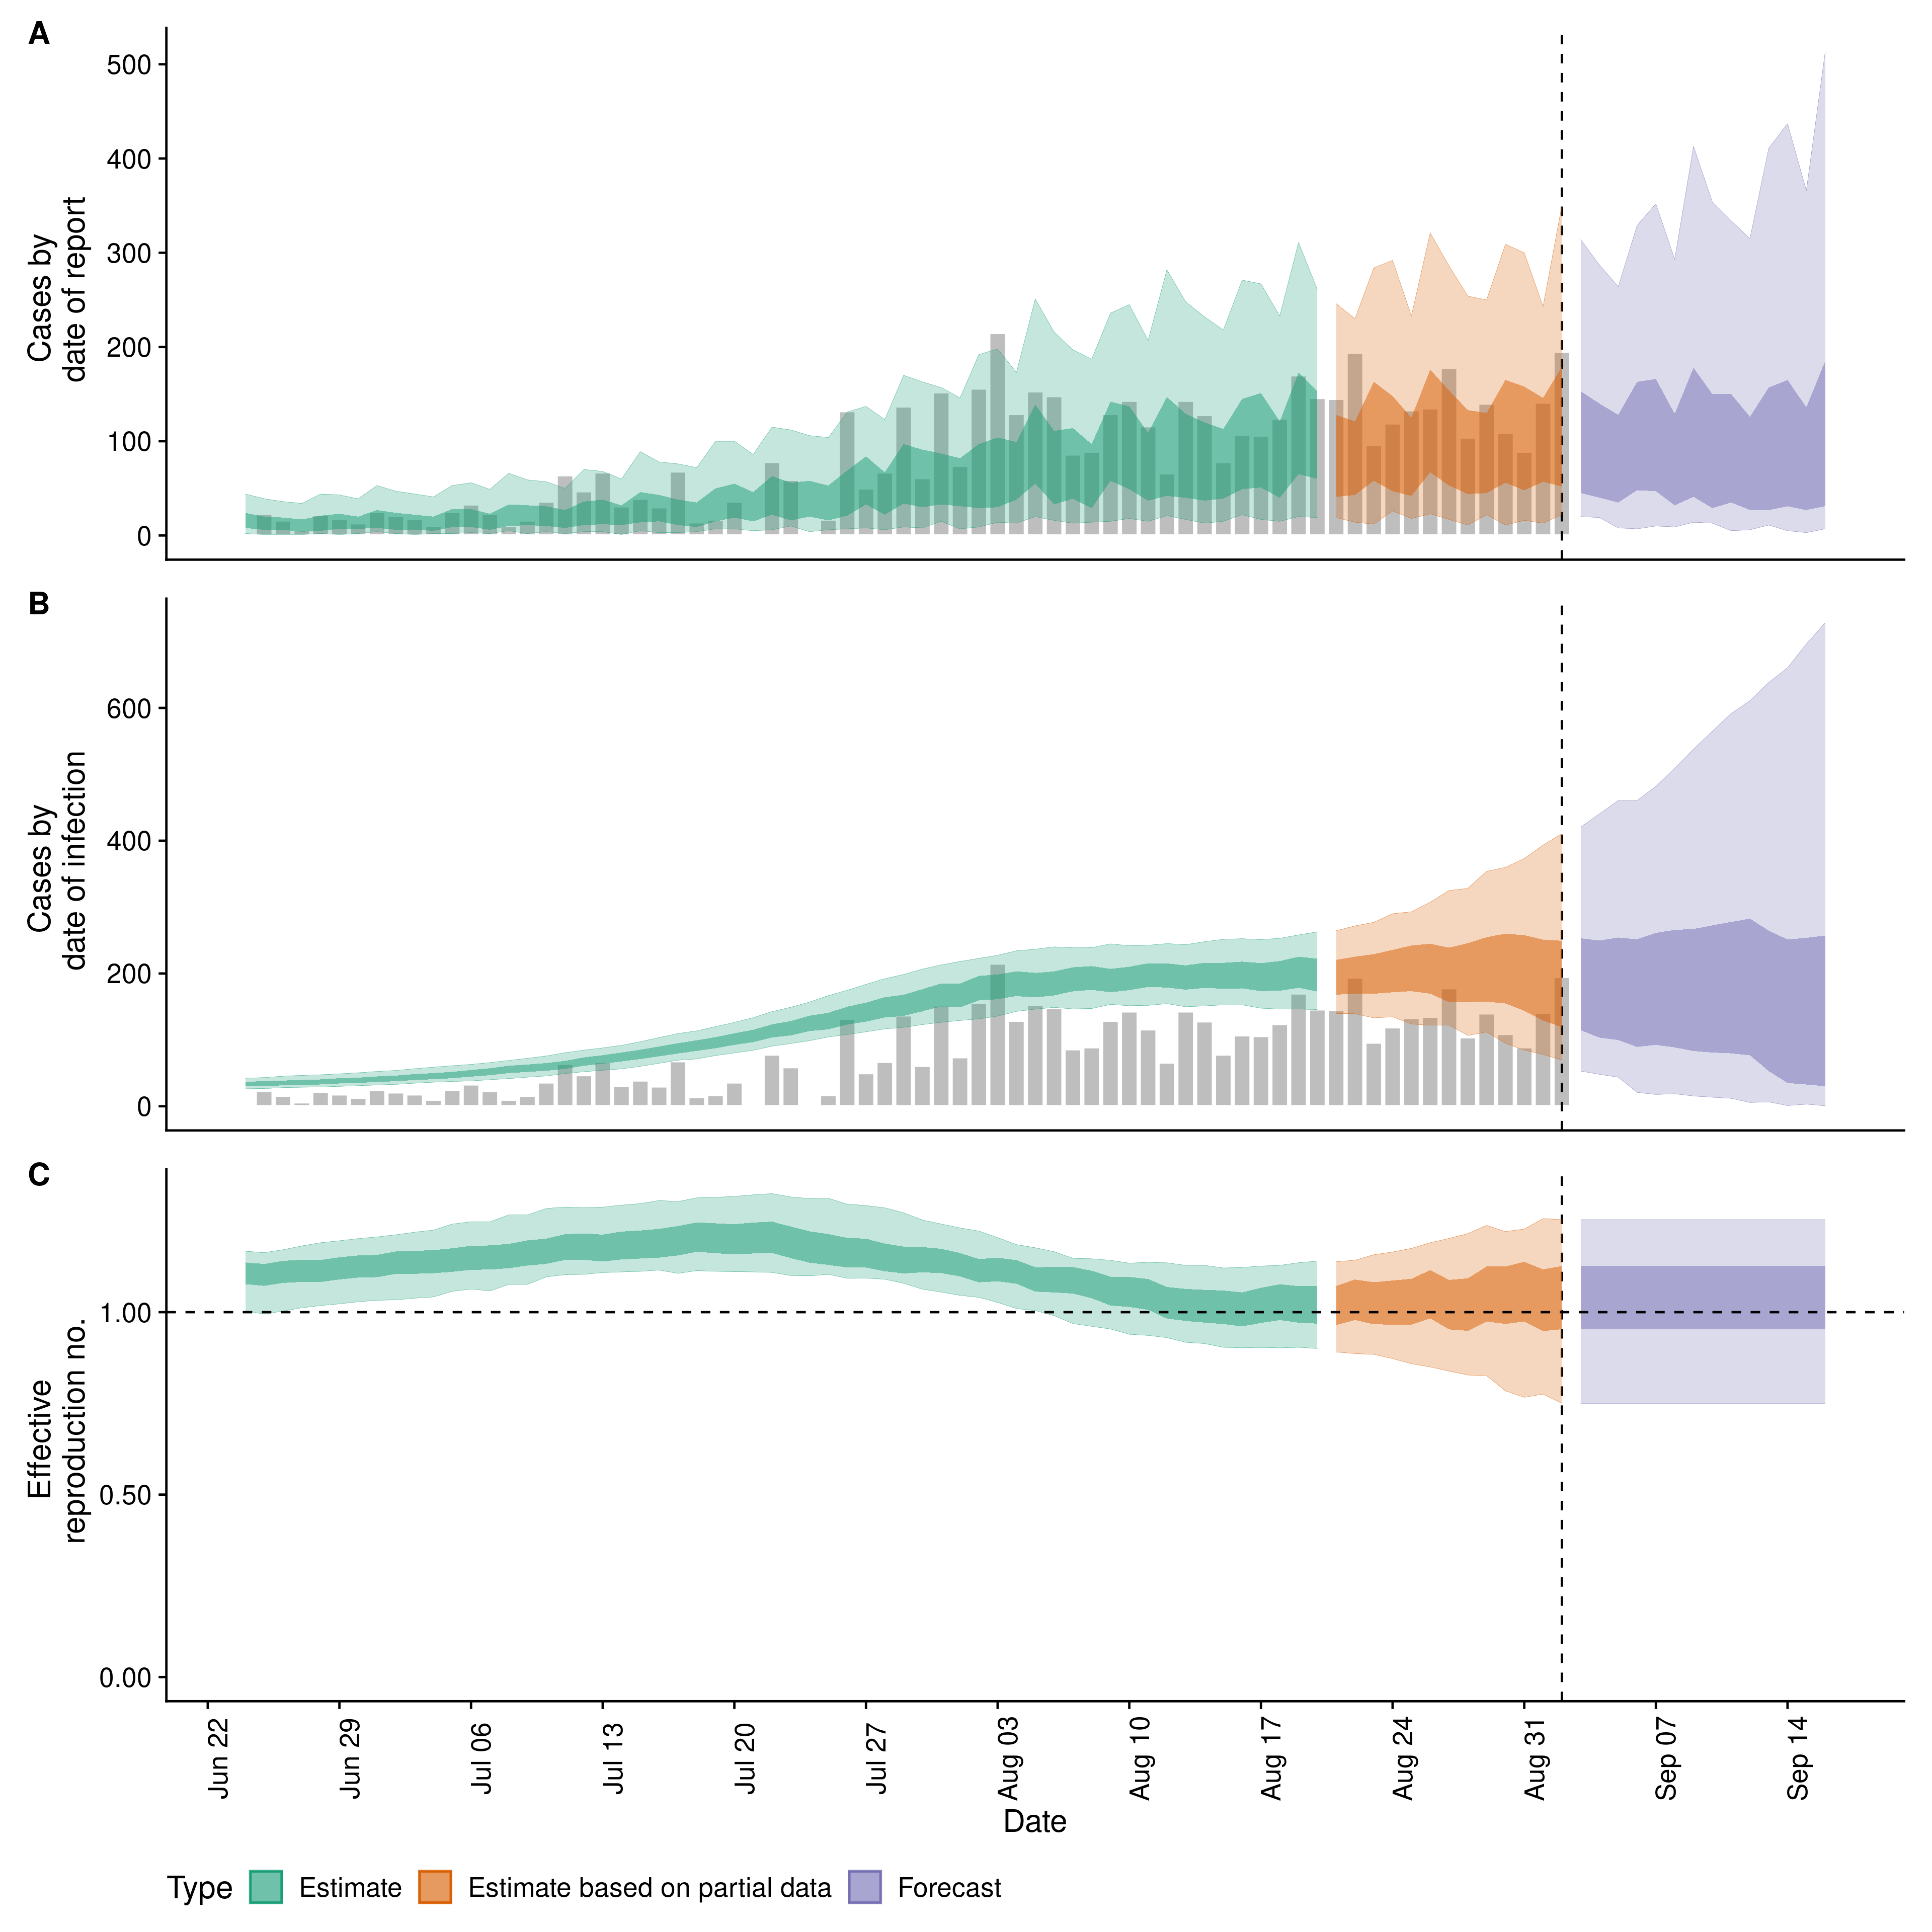 A
500
400
300
200
100
0
Cases by
date of report
B
600
400
200
0
Cases by
date of infection
C
1.00
0.50
0.00
Effective
reproduction no.
Jun 22
Jun 29
Jul 06
Jul 13
Jul 20
Jul 27
Aug 03
Aug 10
Aug 17
Aug 24
Aug 31
Sep 07
Sep 14
Date
Type Estimate Estimate based on partial data Forecast